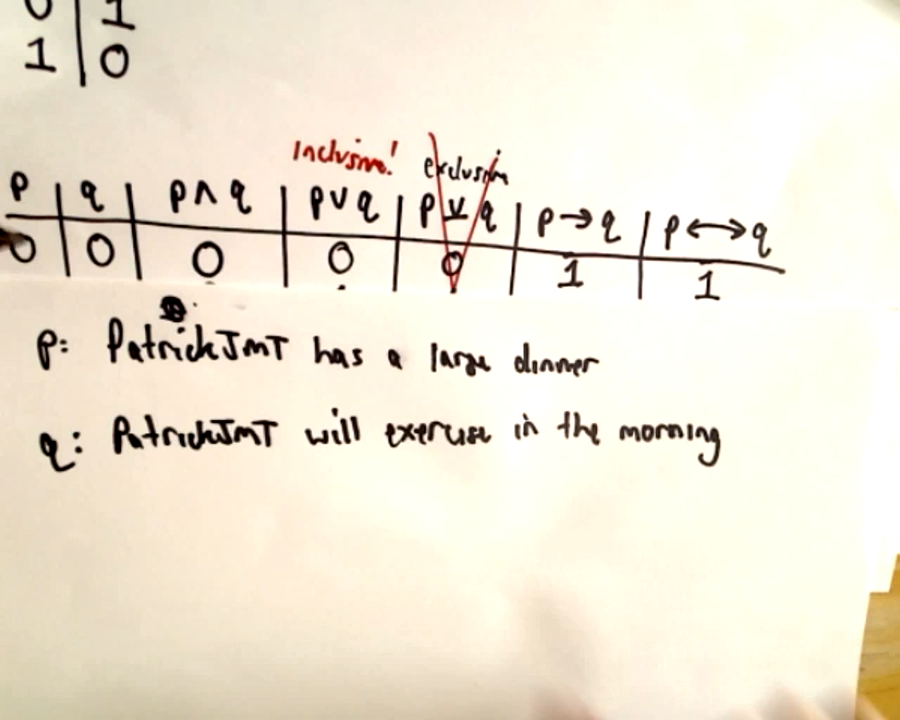 0 1
1 0
Inclusive! exclusive
p q p∧q p∨q p⊻q p→q p↔q
0 0 0 0 0 1 1
p: PatrickJMT has a large dinner
q: PatrickJMT will exercise in the morning